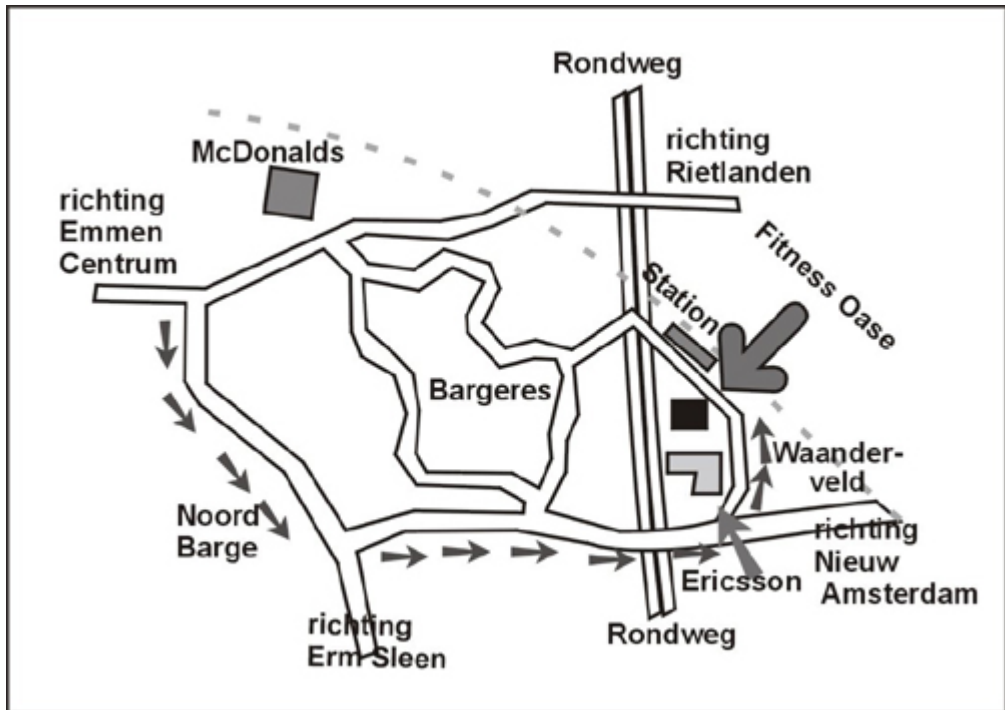 Rondweg
richting
Rietlanden
McDonalds
richting
Emmen
Centrum
Fitness Oase
Station
Bargeres
Waander-
veld
Noord
Barge
richting
Nieuw
Amsterdam
Ericsson
Rondweg
richting
Erm Sleen